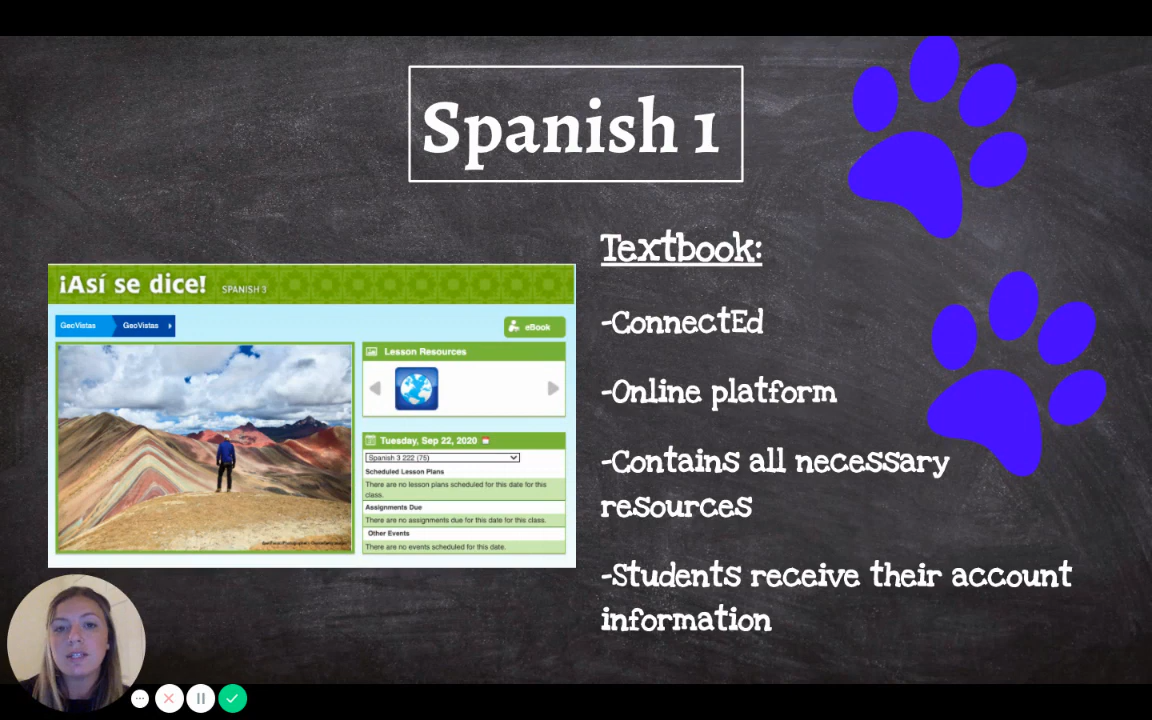 Spanish 1
¡Así se dice! SPANISH 3
GeoVistas GeoVistas
eBook
Lesson Resources
Tuesday, Sep 22, 2020
Spanish 3 222 (75)
Scheduled Lesson Plans
There are no lesson plans scheduled for this date for this
class.
Assignments Due
There are no assignments due for this date for this class.
Other Events
There are no events scheduled for this date.
Textbook:
-ConnectEd
-Online platform
-Contains all necessary
resources
-Students receive their account
information